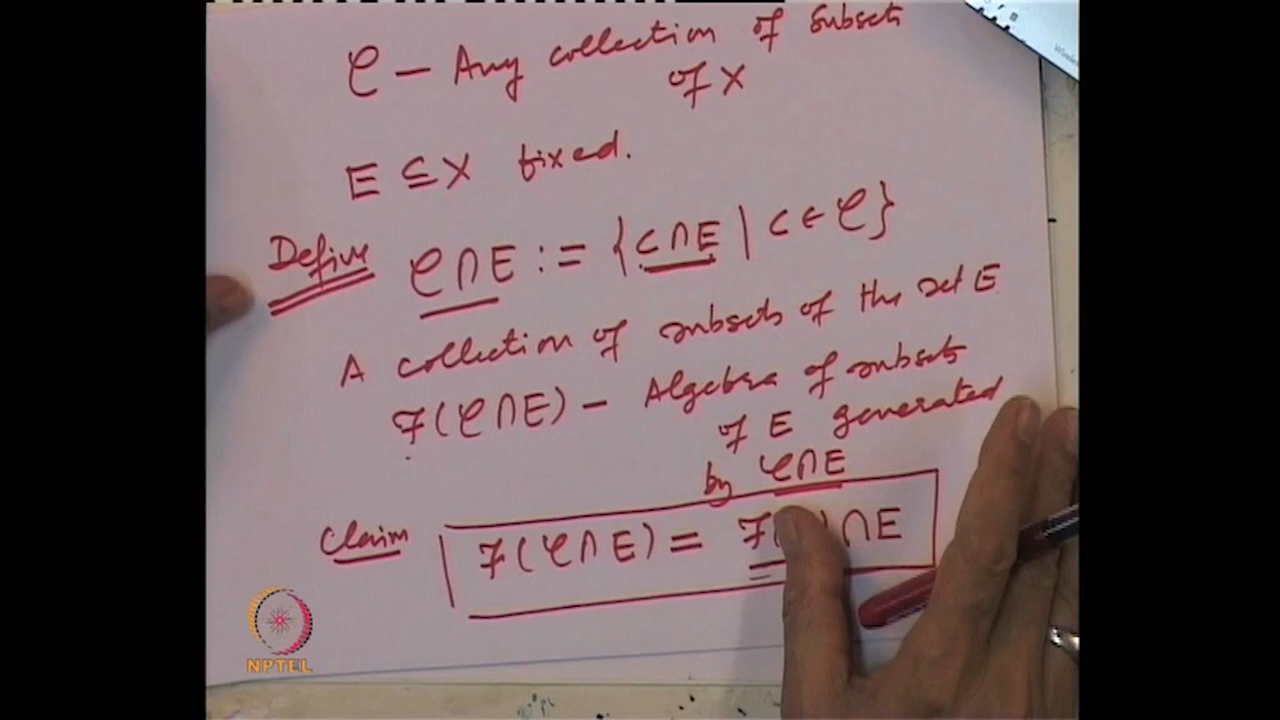 𝒞 — Any collection of subsets
of X
E ⊆ X fixed.
Define 𝒞∩E := {C∩E | C ∈ 𝒞}
A collection of subsets of the set E
ℱ(𝒞∩E) — Algebra of subsets
of E generated
by 𝒞∩E
Claim ℱ(𝒞∩E) = ℱ( ) ∩E
NPTEL